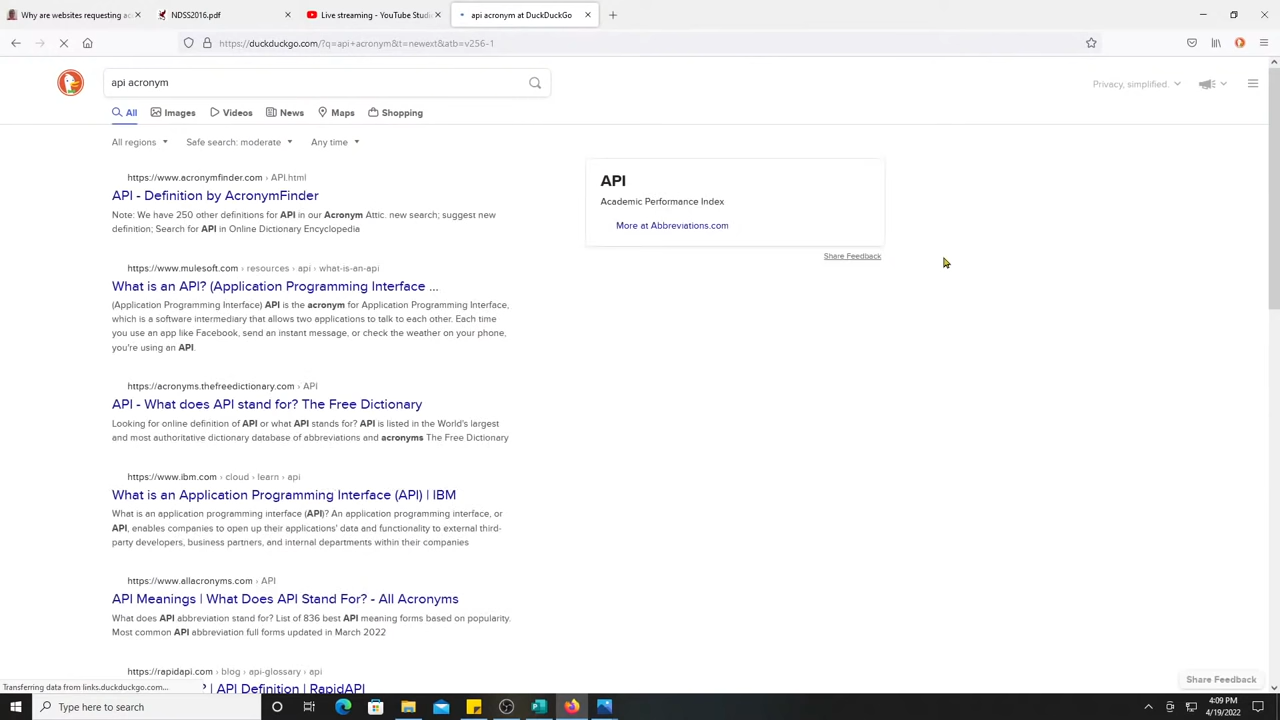 Why are websites requesting ac
NDSS2016.pdf
Live streaming - YouTube Studi
api acronym at DuckDuckGo
https://duckduckgo.com/?q=api+acronym&t=newext&atb=v256-1
api acronym
Privacy, simplified.
All Images Videos News Maps Shopping
All regions Safe search: moderate Any time
https://www.acronymfinder.com › API.html
API - Definition by AcronymFinder
Note: We have 250 other definitions for API in our Acronym Attic. new search; suggest new
definition; Search for API in Online Dictionary Encyclopedia
https://www.mulesoft.com › resources › api › what-is-an-api
What is an API? (Application Programming Interface ...
(Application Programming Interface) API is the acronym for Application Programming Interface,
which is a software intermediary that allows two applications to talk to each other. Each time
you use an app like Facebook, send an instant message, or check the weather on your phone,
you're using an API.
https://acronyms.thefreedictionary.com › API
API - What does API stand for? The Free Dictionary
Looking for online definition of API or what API stands for? API is listed in the World's largest
and most authoritative dictionary database of abbreviations and acronyms The Free Dictionary
https://www.ibm.com › cloud › learn › api
What is an Application Programming Interface (API) | IBM
What is an application programming interface (API)? An application programming interface, or
API, enables companies to open up their applications' data and functionality to external third-
party developers, business partners, and internal departments within their companies
https://www.allacronyms.com › API
API Meanings | What Does API Stand For? - All Acronyms
What does API abbreviation stand for? List of 836 best API meaning forms based on popularity.
Most common API abbreviation full forms updated in March 2022
https://rapidapi.com › blog › api-glossary › api
| API Definition | RapidAPI
API
Academic Performance Index
More at Abbreviations.com
Share Feedback
Share Feedback
Transferring data from links.duckduckgo.com...
Type here to search
4:09 PM
4/19/2022